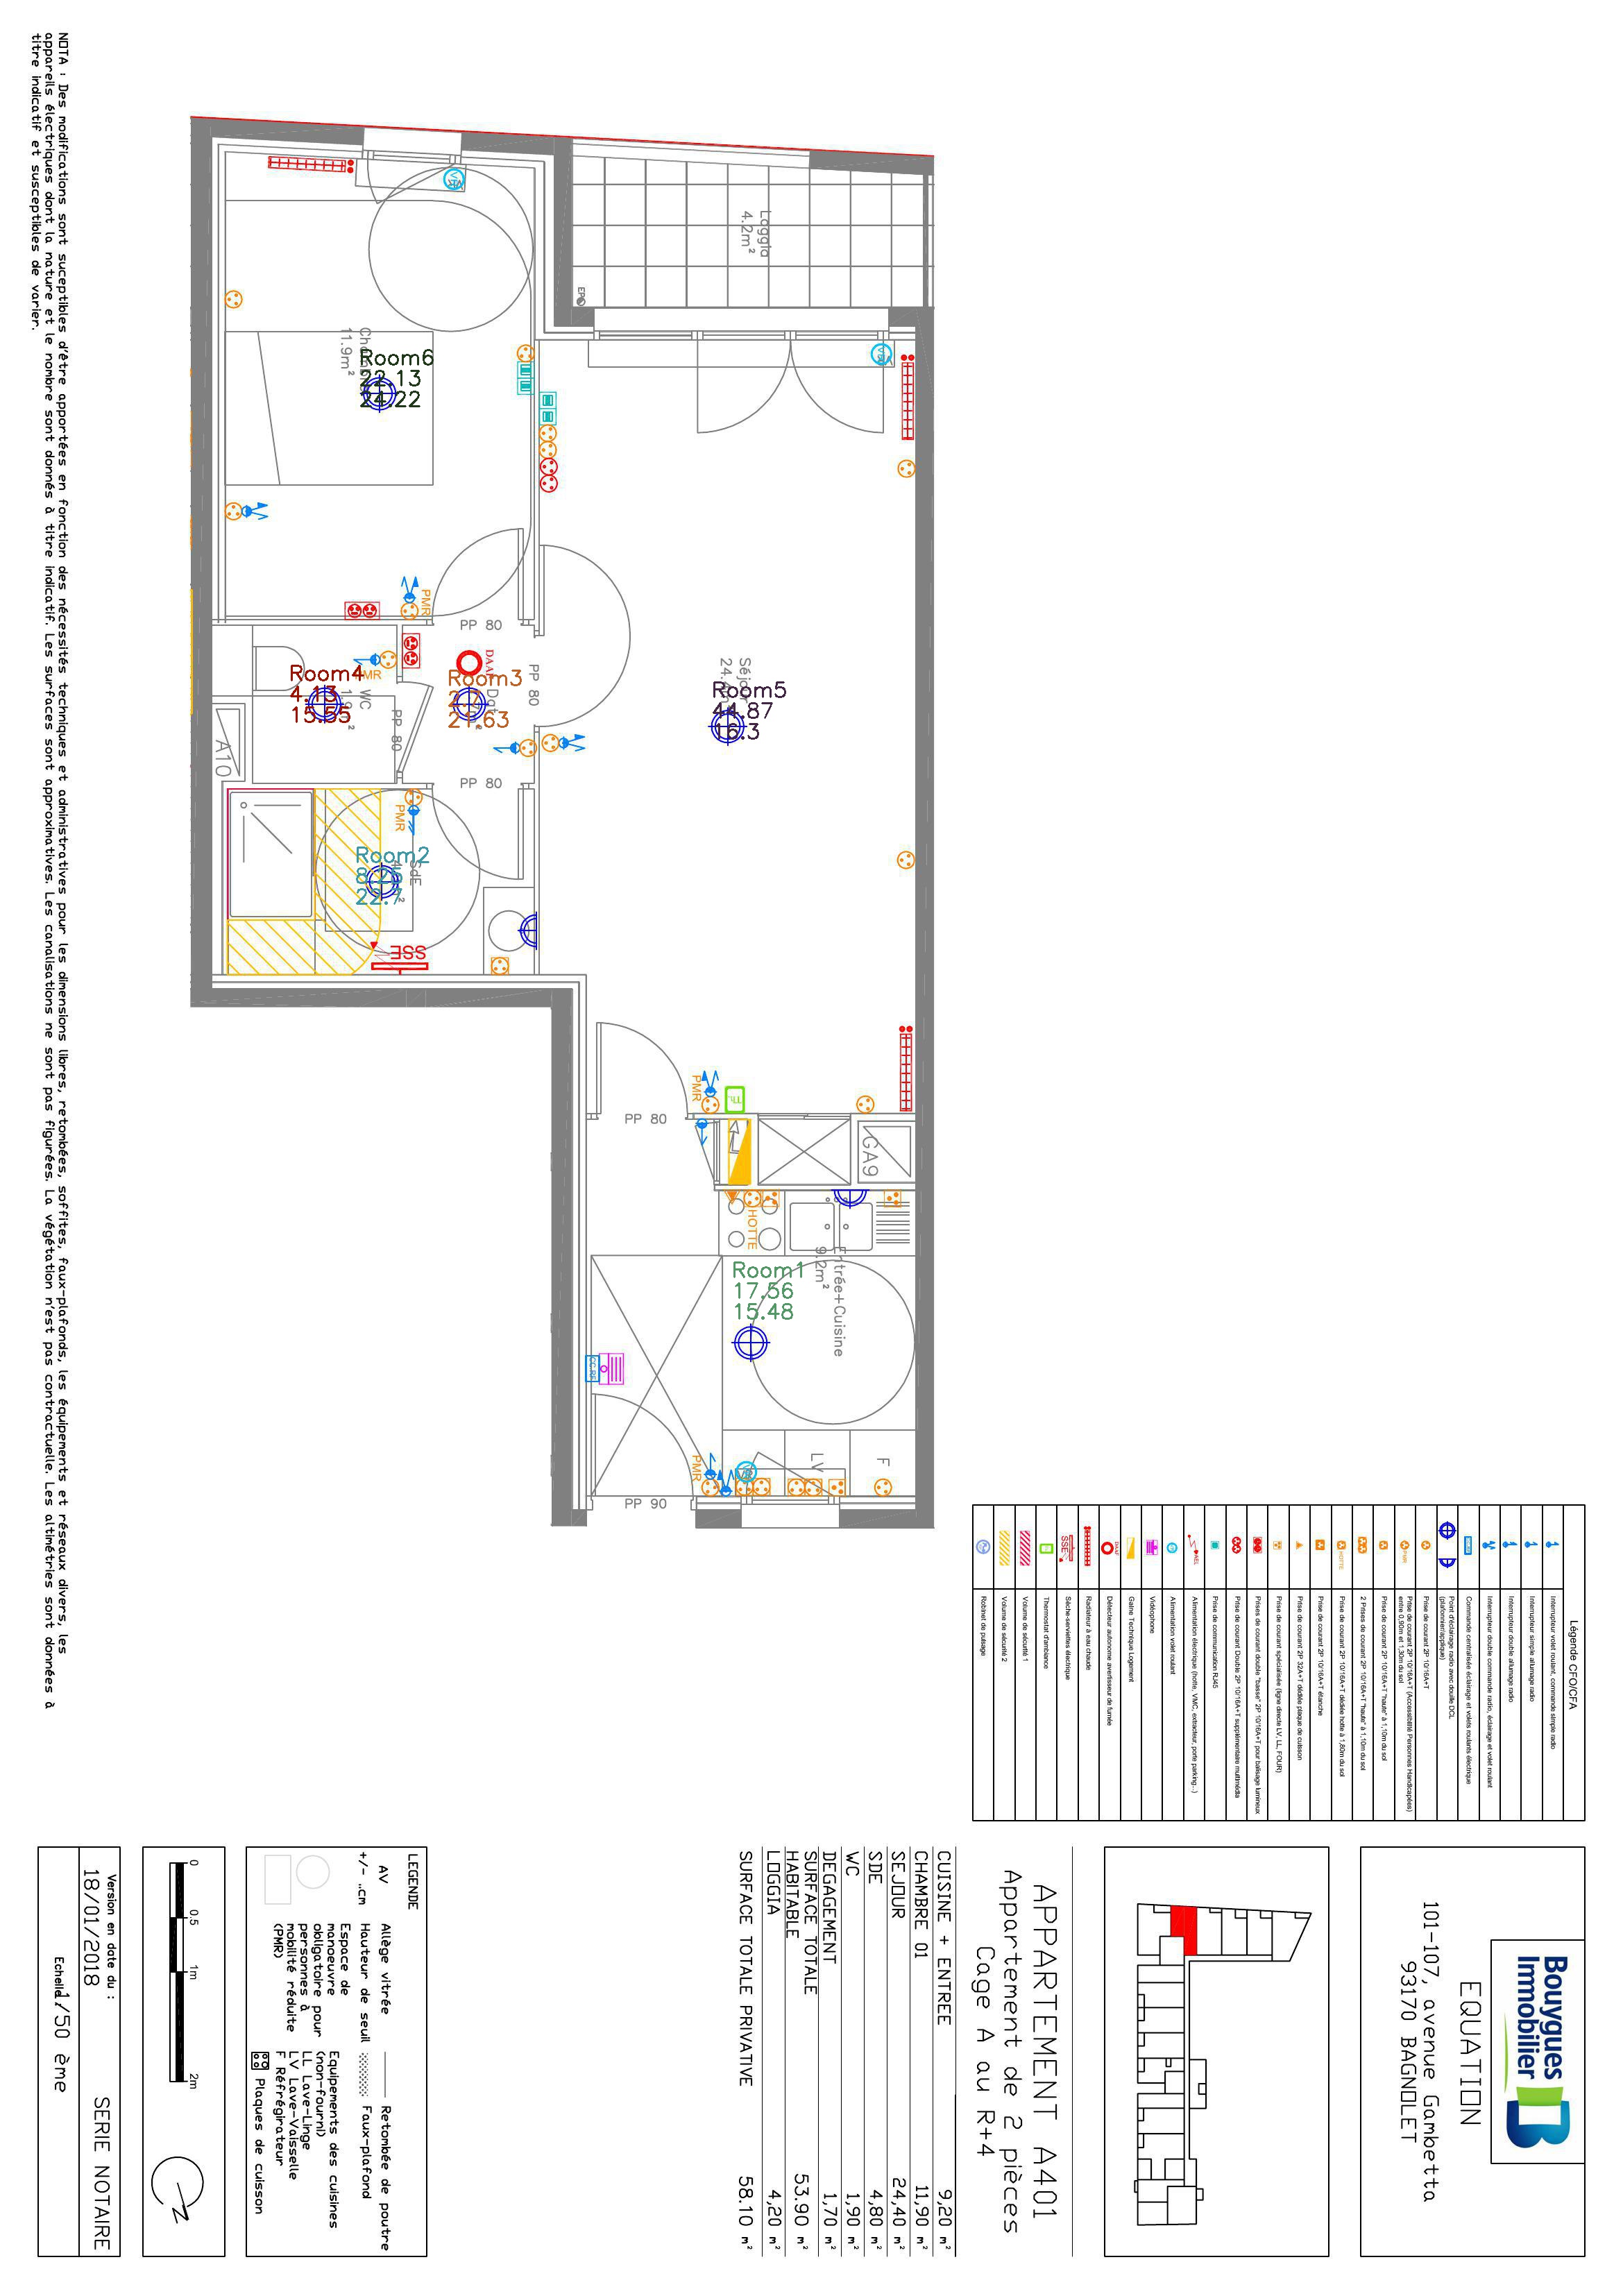 NOTA : Des modifications sont suceptibles d'être apportées en fonction des nécessités techniques et administratives pour les dimensions libres, retombées, soffites, faux-plafonds, les équipements et réseaux divers, les
appareils électriques dont la nature et le nombre sont donnés à titre indicatif. Les surfaces sont approximatives. Les canalisations ne sont pas figurées. La végétation n'est pas contractuelle. Les altimétries sont données à
titre indicatif et susceptibles de varier.
Loggia
4.2m²
EP
VR
VR
11.9m²
Room6
22.13
24.22
PMR
PP 80
DAAF
PP 80
Room4
4.13
15.55
WC
PP 80
Room3
21.63
Séjour
Room5
44.87
16.3
A10
PP 80
PMR
Room2
22.7
SdE
SSE
PMR
PP 80
GA9
HOTTE
Entrée+Cuisine
9.2m²
Room1
17.56
15.48
PMR
VR
LV
F
PP 90
Légende CFO/CFA
Interrupteur volet roulant, commande simple radio
Interrupteur simple allumage radio
Interrupteur double allumage radio
Interrupteur double commande radio, éclairage et volet roulant
Commande centralisée éclairage et volets roulants électrique
Point d'éclairage radio avec douille DCL
(plafonnier/applique)
Prise de courant 2P 10/16A+T
Prise de courant 2P 10/16A+T (Accessibilité Personnes Handicapées)
entre 0,90m et 1,30m du sol
Prise de courant 2P 10/16A+T "haute" à 1,10m du sol
2 Prises de courant 2P 10/16A+T "haute" à 1,10m du sol
Prise de courant 2P 10/16A+T dédiée hotte à 1,80m du sol
Prise de courant 2P 10/16A+T étanche
Prise de courant 2P 32A+T dédiée plaque de cuisson
Prise de courant spécialisée (ligne directe LV, LL, FOUR)
Prises de courant double "basse" 2P 10/16A+T pour balisage lumineux
Prise de courant Double 2P 10/16A+T supplémentaire multimédia
Prise de communication RJ45
Alimentation électrique (hotte, VMC, extracteur, porte parking...)
Alimentation volet roulant
Vidéophone
Gaine Technique Logement
Détecteur autonome avertisseur de fumée
Radiateur à eau chaude
Sèche-serviettes électrique
Thermostat d'ambiance
Volume de sécurité 1
Volume de sécurité 2
Robinet de puisage
Bouygues
Immobilier
EQUATION
101-107, avenue Gambetta
93170 BAGNOLET
APPARTEMENT A401
Appartement de 2 pièces
Cage A au R+4
CUISINE + ENTREE 9,20 m²
CHAMBRE 01 11,90 m²
SEJOUR 24,40 m²
SDE 4,80 m²
WC 1,90 m²
DEGAGEMENT 1,70 m²
SURFACE TOTALE
HABITABLE 53.90 m²
LOGGIA 4,20 m²
SURFACE TOTALE PRIVATIVE 58.10 m²
LEGENDE
AV Allège vitrée
+/- ..cm Hauteur de seuil
Espace de
manoeuvre
obligatoire pour
personnes à
mobilité réduite
(PMR)
Retombée de poutre
Faux-plafond
Equipements des cuisines
(non-fourni)
LL Lave-Linge
LV Lave-Vaisselle
F Réfrigérateur
Plaques de cuisson
0 0.5 1m 2m
Version en date du :
18/01/2018
SERIE NOTAIRE
Echelle 1/50 ème